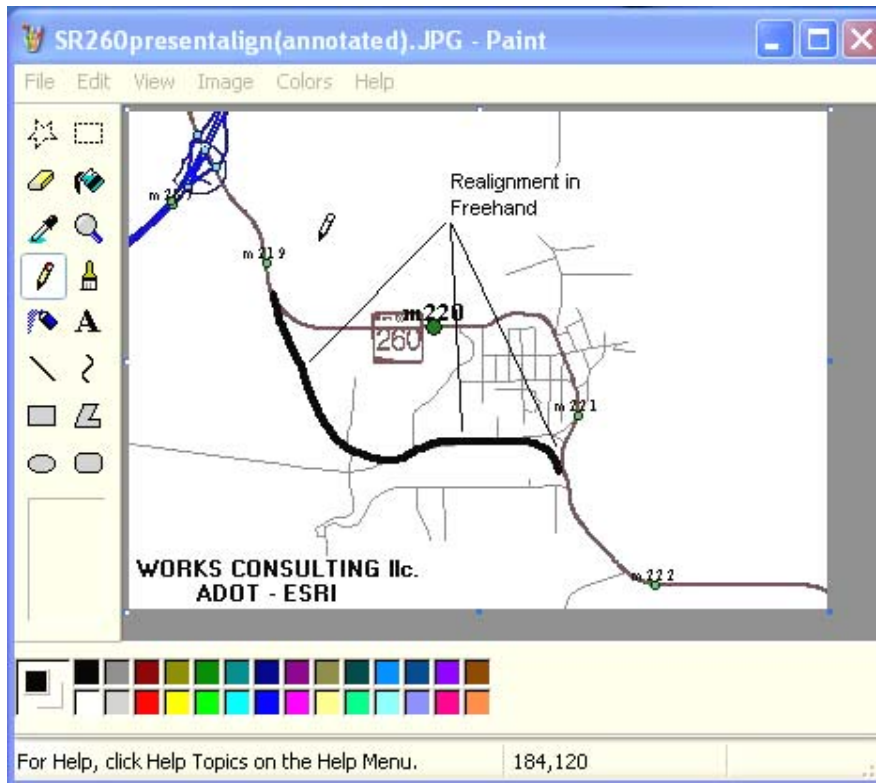 SR260presentalign(annotated).JPG - Paint
File Edit View Image Colors Help
Realignment in
Freehand
m 219
m220
260
m 221
m 222
WORKS CONSULTING llc.
ADOT - ESRI
A
For Help, click Help Topics on the Help Menu.
184,120